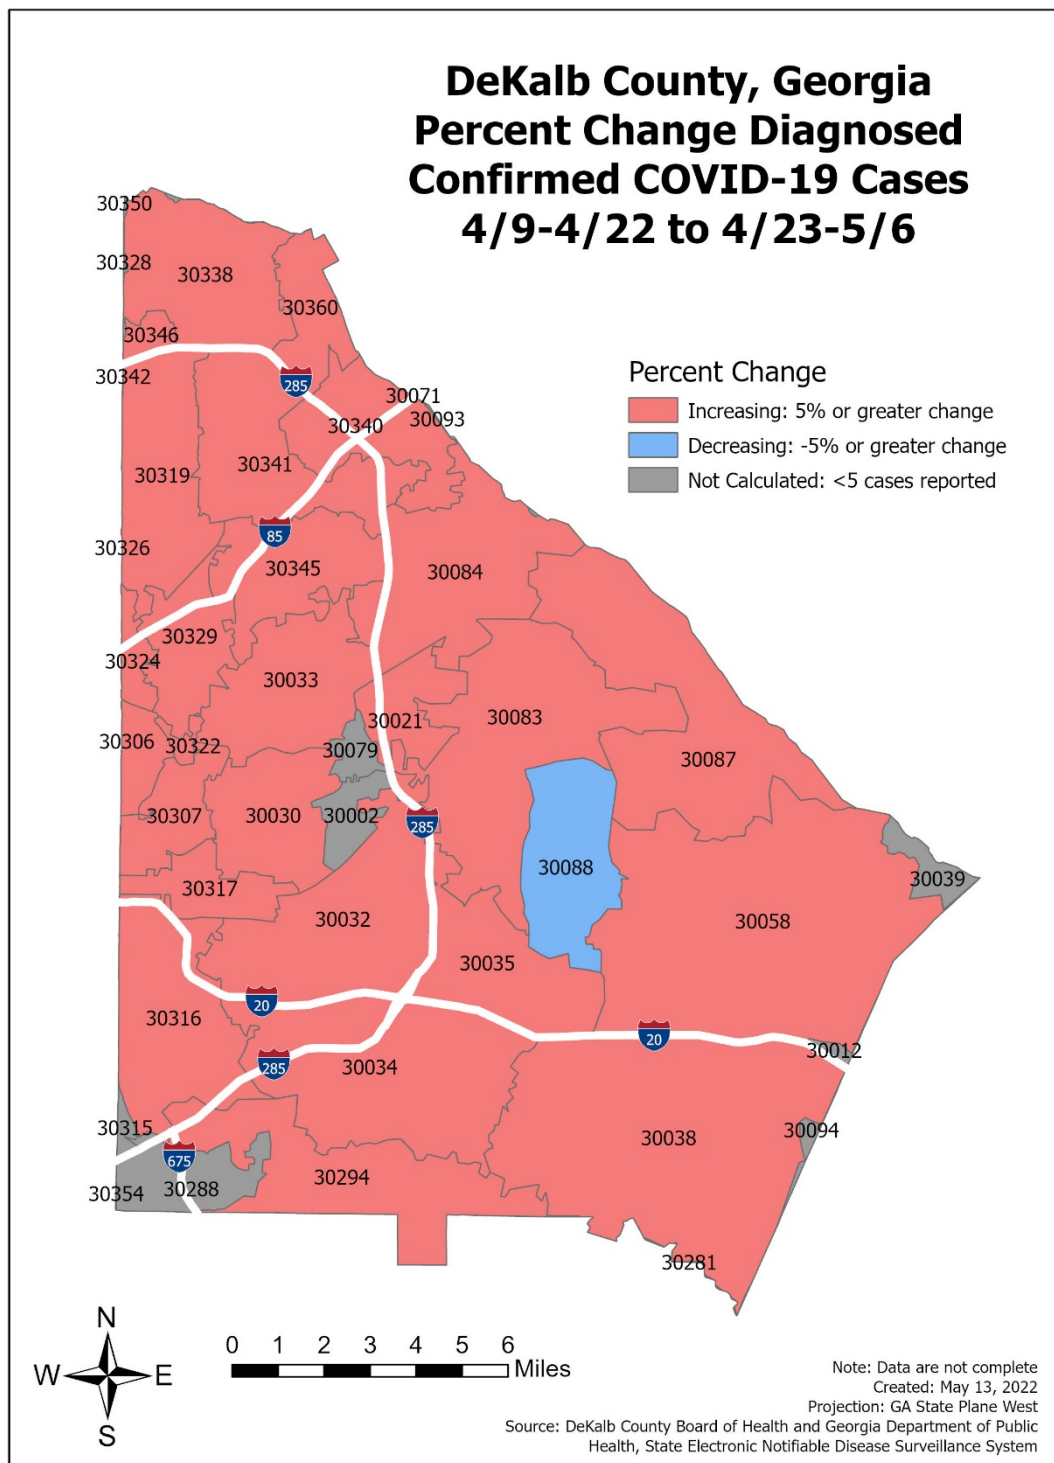 DeKalb County, Georgia
Percent Change Diagnosed
Confirmed COVID-19 Cases
4/9-4/22 to 4/23-5/6
30350
30328
30338
30360
30346
30342
285
30071
30093
30340
30341
30319
Percent Change
Increasing: 5% or greater change
Decreasing: -5% or greater change
Not Calculated: <5 cases reported
85
30326
30345
30084
30329
30324
30033
30021
30083
30306
30322
30079
30087
30307
30030
30002
285
30088
30039
30317
30032
30058
30035
20
30316
20
30012
285
30034
30315
30038
30094
675
30354
30288
30294
30281
N
W E
S
0 1 2 3 4 5 6
Miles
Note: Data are not complete
Created: May 13, 2022
Projection: GA State Plane West
Source: DeKalb County Board of Health and Georgia Department of Public
Health, State Electronic Notifiable Disease Surveillance System